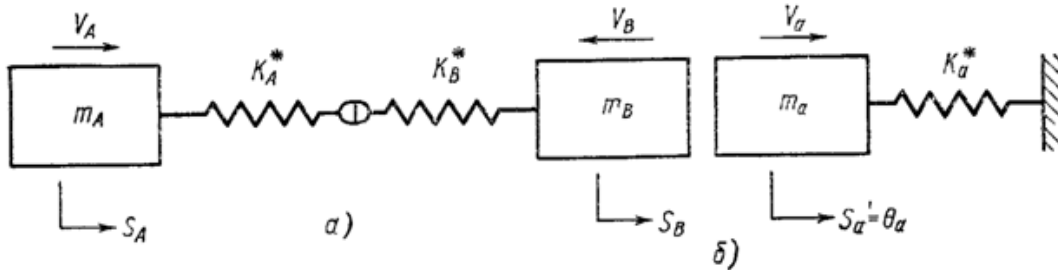 V_A V_B V_a
K_A^* K_B^* K_a^*
m_A m_B m_a
S_A S_B S_a' = θ_a
а) б)